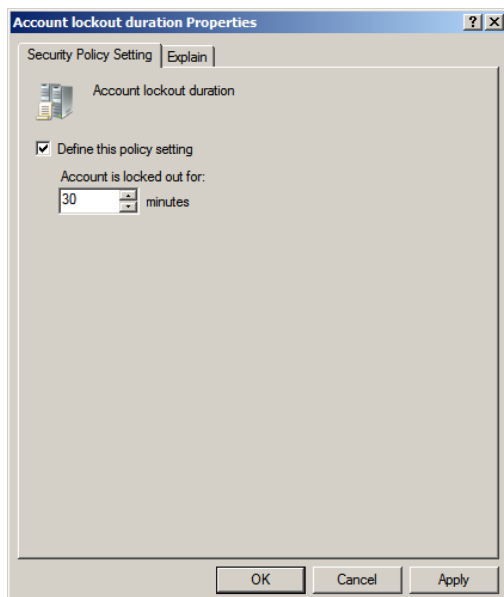 Account lockout duration Properties
Security Policy Setting
Explain
Account lockout duration
Define this policy setting
Account is locked out for:
30 minutes
OK Cancel Apply